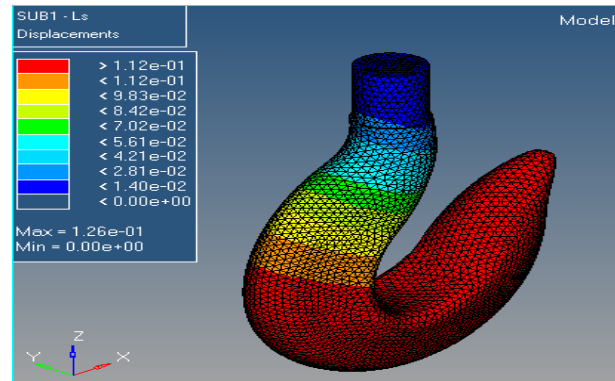 SUB1 - Ls
Displacements
Model
> 1.12e-01
< 1.12e-01
< 9.83e-02
< 8.42e-02
< 7.02e-02
< 5.61e-02
< 4.21e-02
< 2.81e-02
< 1.40e-02
< 0.00e+00
Max = 1.26e-01
Min = 0.00e+00
Z
Y
X